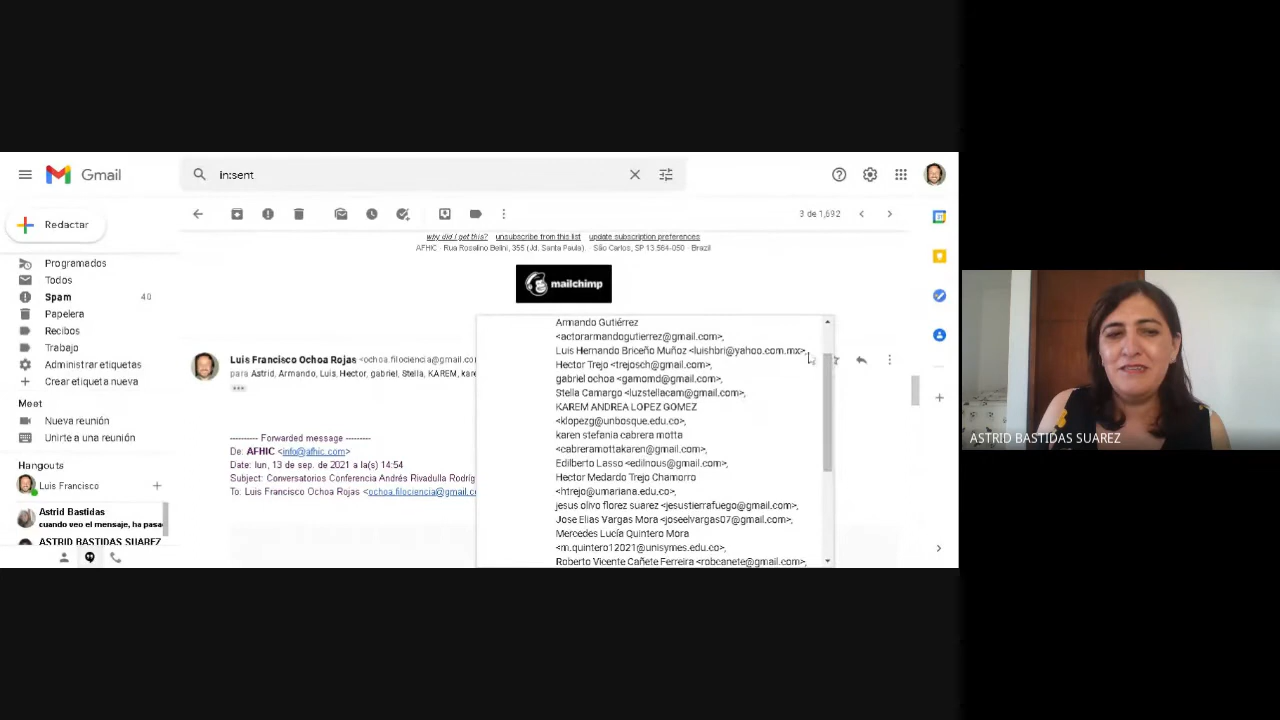 Gmail
in:sent
Redactar
3 de 1,692
why did I get this? unsubscribe from this list update subscription preferences
AFHIC · Rua Rosalino Belini, 355 (Jd. Santa Paula) · São Carlos, SP 13.564-050 · Brazil
mailchimp
Programados
Todos
Spam 40
Papelera
Recibos
Trabajo
Administrar etiquetas
Crear etiqueta nueva
Meet
Nueva reunión
Unirte a una reunión
Hangouts
Luis Francisco
Astrid Bastidas
cuando veo el mensaje, ha pasa
ASTRID BASTIDAS SUAREZ
Luis Francisco Ochoa Rojas <ochoa.filociencia@gmail.co
para Astrid, Armando, Luis, Hector, gabriel, Stella, KAREM, kar
---------- Forwarded message ---------
De: AFHIC <info@afhic.com>
Date: lun, 13 de sep. de 2021 a la(s) 14:54
Subject: Conversatorios Conferencia Andrés Rivadulla Rodríg
To: Luis Francisco Ochoa Rojas <ochoa.filociencia@gmail.c
Armando Gutiérrez
<actorarmandogutierrez@gmail.com>,
Luis Hernando Briceño Muñoz <luishbri@yahoo.com.mx>,
Hector Trejo <trejosch@gmail.com>,
gabriel ochoa <gamomd@gmail.com>,
Stella Camargo <luzstellacam@gmail.com>,
KAREM ANDREA LOPEZ GOMEZ
<klopezg@unbosque.edu.co>,
karen stefania cabrera motta
<cabreramottakaren@gmail.com>,
Edilberto Lasso <edilnous@gmail.com>,
Hector Medardo Trejo Chamorro
<htrejo@umariana.edu.co>,
jesus olivo florez suarez <jesustierrafuego@gmail.com>,
Jose Elias Vargas Mora <joseelvargas07@gmail.com>,
Mercedes Lucía Quintero Mora
<m.quintero12021@unisymes.edu.co>,
Roberto Vicente Cañete Ferreira <robcanete@gmail.com>,
ASTRID BASTIDAS SUAREZ